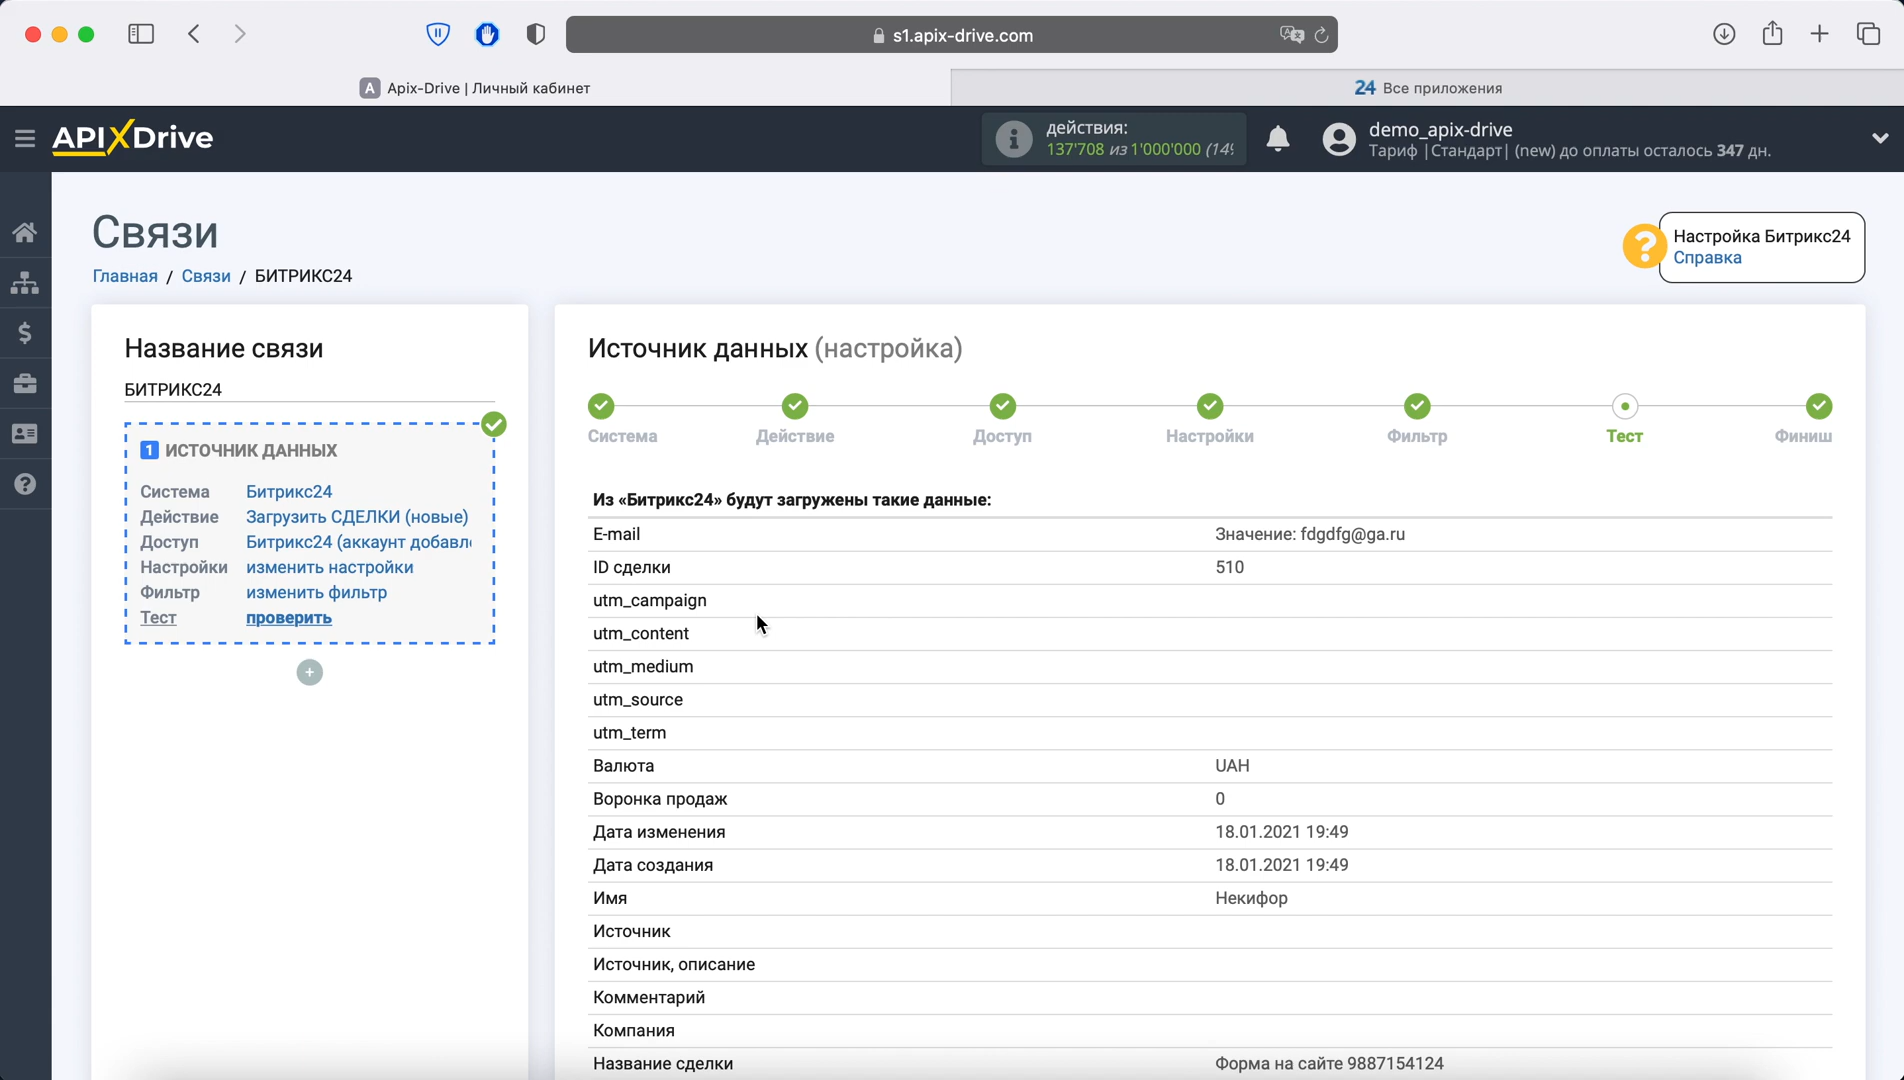 s1.apix-drive.com
A Apix-Drive | Личный кабинет
24 Все приложения
APIXDrive
действия:
137'708 из 1'000'000 (14%
demo_apix-drive
Тариф |Стандарт| (new) до оплаты осталось 347 дн.
Связи
Главная / Связи / БИТРИКС24
Настройка Битрикс24
Справка
Название связи
БИТРИКС24
1 ИСТОЧНИК ДАННЫХ
Система Битрикс24
Действие Загрузить СДЕЛКИ (новые)
Доступ Битрикс24 (аккаунт добавл
Настройки изменить настройки
Фильтр изменить фильтр
Тест проверить
Источник данных (настройка)
Система
Действие
Доступ
Настройки
Фильтр
Тест
Финиш
Из «Битрикс24» будут загружены такие данные:
E-mail Значение: fdgdfg@ga.ru
ID сделки 510
utm_campaign
utm_content
utm_medium
utm_source
utm_term
Валюта UAH
Воронка продаж 0
Дата изменения 18.01.2021 19:49
Дата создания 18.01.2021 19:49
Имя Некифор
Источник
Источник, описание
Комментарий
Компания
Название сделки Форма на сайте 9887154124